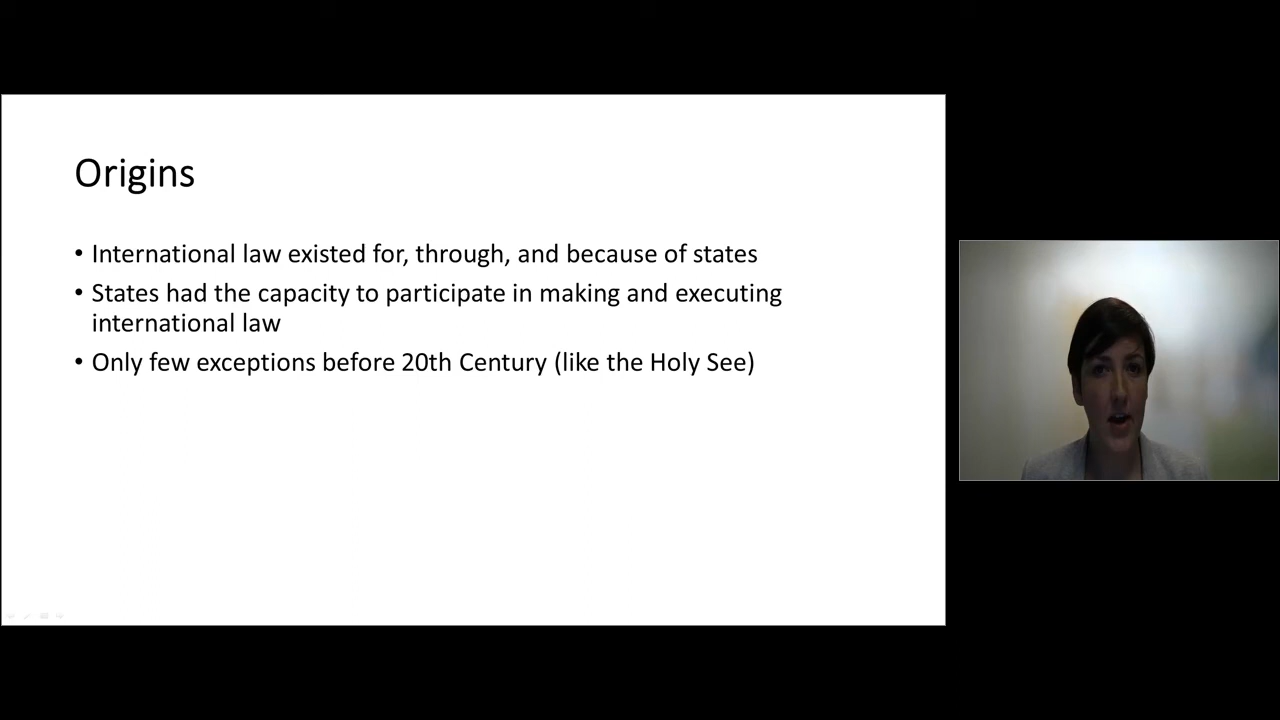 Origins
• International law existed for, through, and because of states
• States had the capacity to participate in making and executing
international law
• Only few exceptions before 20th Century (like the Holy See)